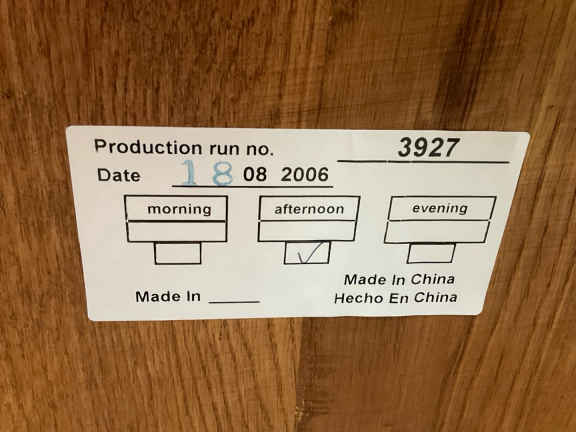 Production run no. 3927
Date 18 08 2006
morning afternoon evening
✓
Made In ____ Made In China
Hecho En China